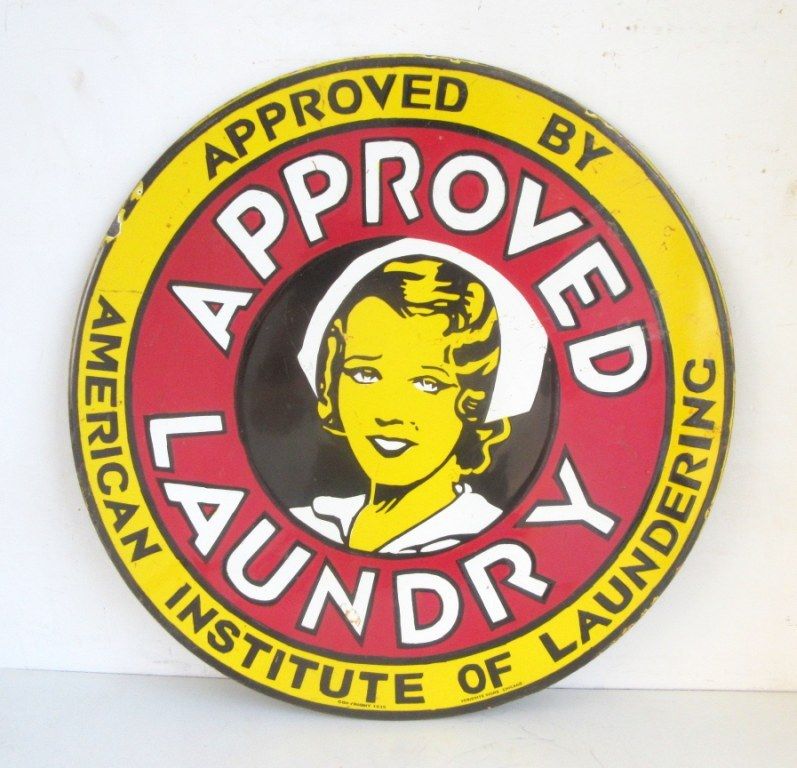 APPROVED BY
AMERICAN INSTITUTE OF LAUNDERING
APPROVED
LAUNDRY